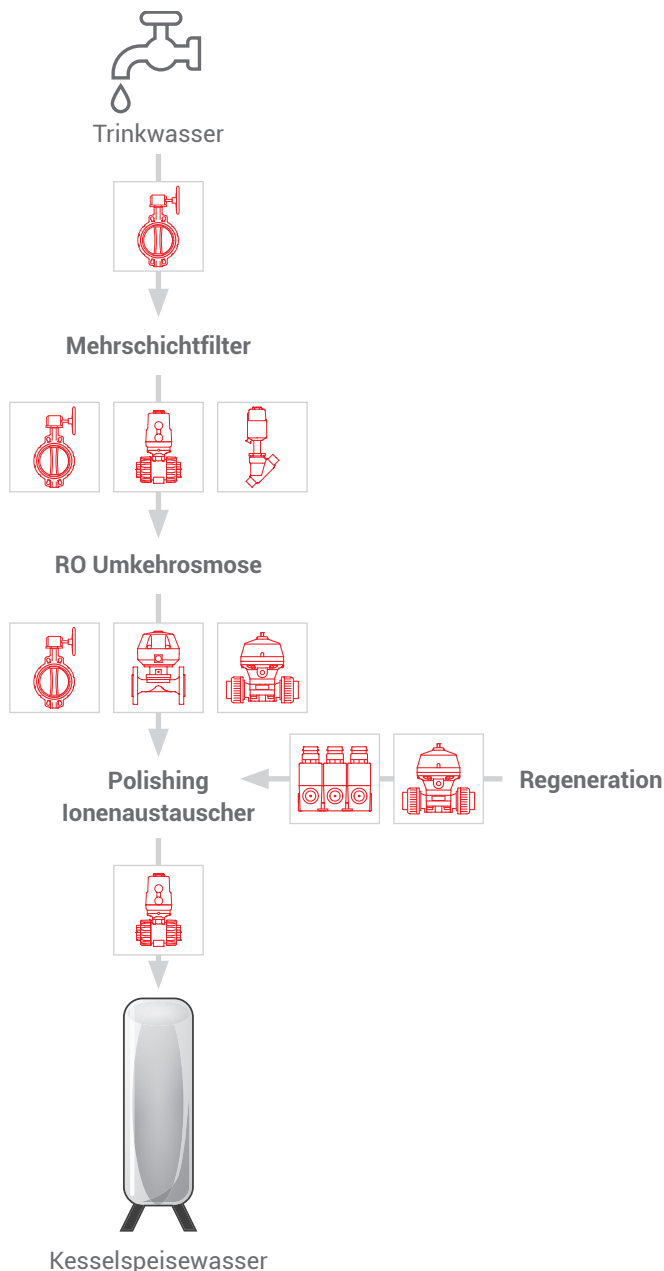 Trinkwasser
Mehrschichtfilter
RO Umkehrosmose
Polishing
Ionenaustauscher
Regeneration
Kesselspeisewasser